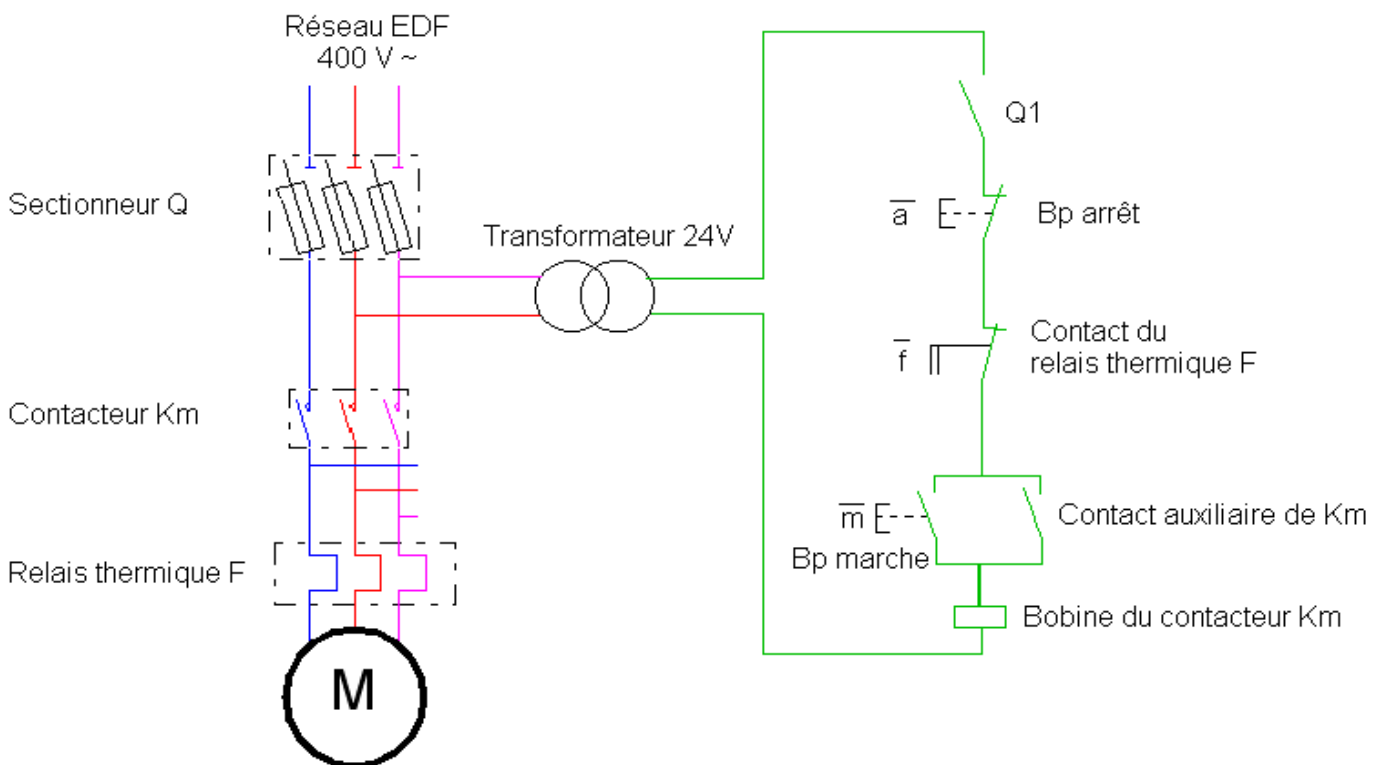 Réseau EDF
400 V ~
Sectionneur Q
Transformateur 24V
Q1
a̅
Bp arrêt
f̅
Contact du
relais thermique F
Contacteur Km
m̅
Bp marche
Contact auxiliaire de Km
Relais thermique F
Bobine du contacteur Km
M